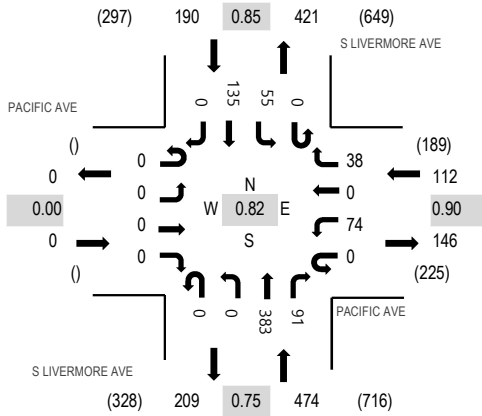 (297) 190 0.85 421 (649)
S LIVERMORE AVE
PACIFIC AVE
0 135 55 0
() 0 38 (189)
0 0 0 112
0.00 N 0.90
W 0.82 E
0 S 74
0 0 0 146
() (225)
0 0 383 91
PACIFIC AVE
S LIVERMORE AVE
(328) 209 0.75 474 (716)